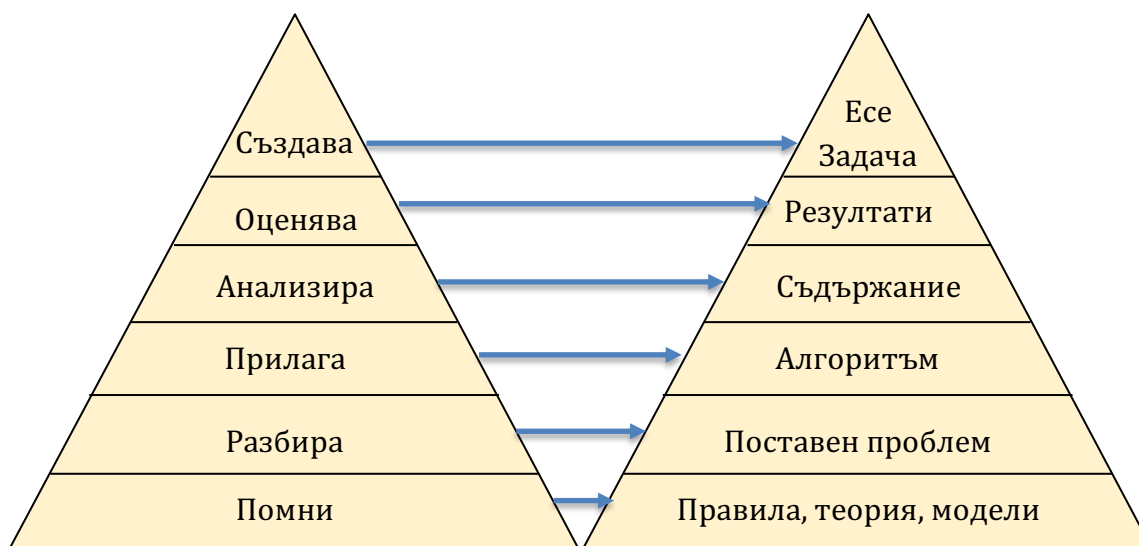 Създава
Есе
Задача
Оценява
Резултати
Анализира
Съдържание
Прилага
Алгоритъм
Разбира
Поставен проблем
Помни
Правила, теория, модели